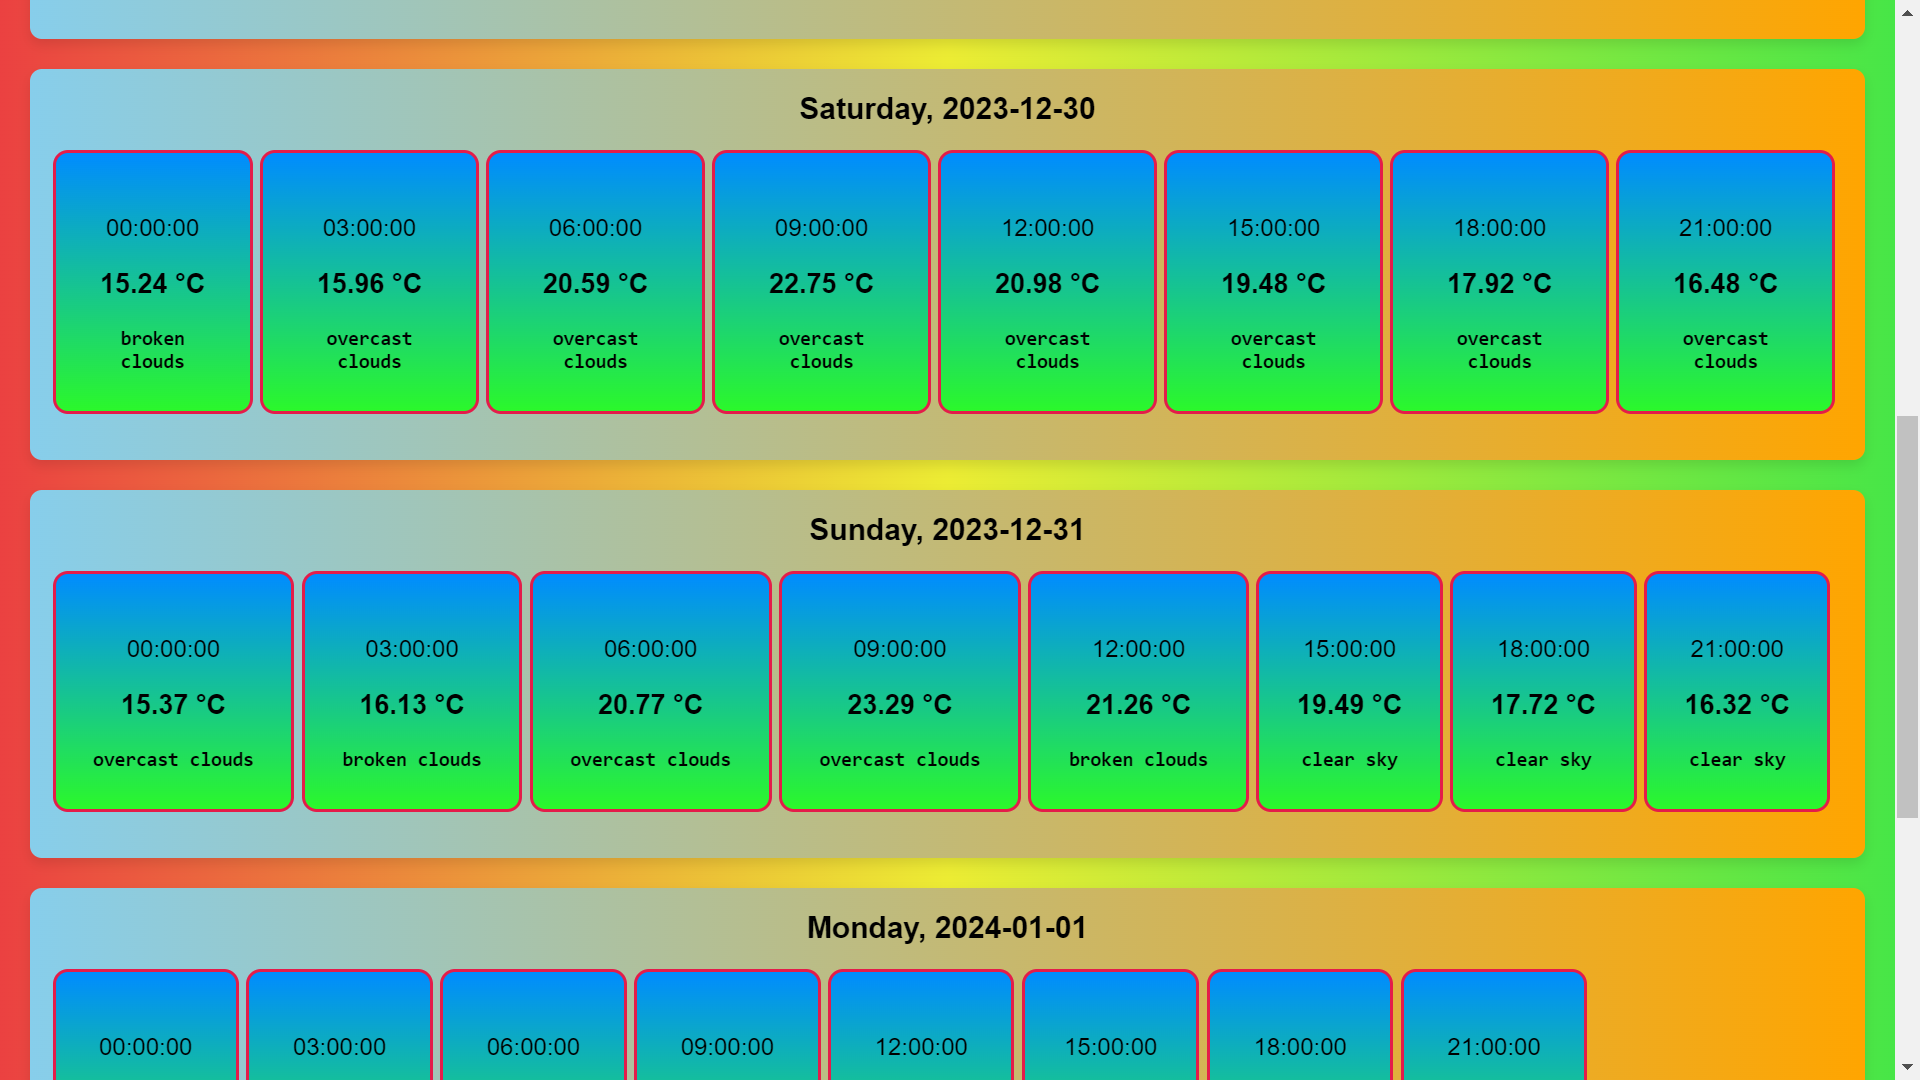 Saturday, 2023-12-30
00:00:00 03:00:00 06:00:00 09:00:00 12:00:00 15:00:00 18:00:00 21:00:00
15.24 °C 15.96 °C 20.59 °C 22.75 °C 20.98 °C 19.48 °C 17.92 °C 16.48 °C
broken overcast overcast overcast overcast overcast overcast overcast
clouds clouds clouds clouds clouds clouds clouds clouds
Sunday, 2023-12-31
00:00:00 03:00:00 06:00:00 09:00:00 12:00:00 15:00:00 18:00:00 21:00:00
15.37 °C 16.13 °C 20.77 °C 23.29 °C 21.26 °C 19.49 °C 17.72 °C 16.32 °C
overcast clouds broken clouds overcast clouds overcast clouds broken clouds clear sky clear sky clear sky
Monday, 2024-01-01
00:00:00 03:00:00 06:00:00 09:00:00 12:00:00 15:00:00 18:00:00 21:00:00